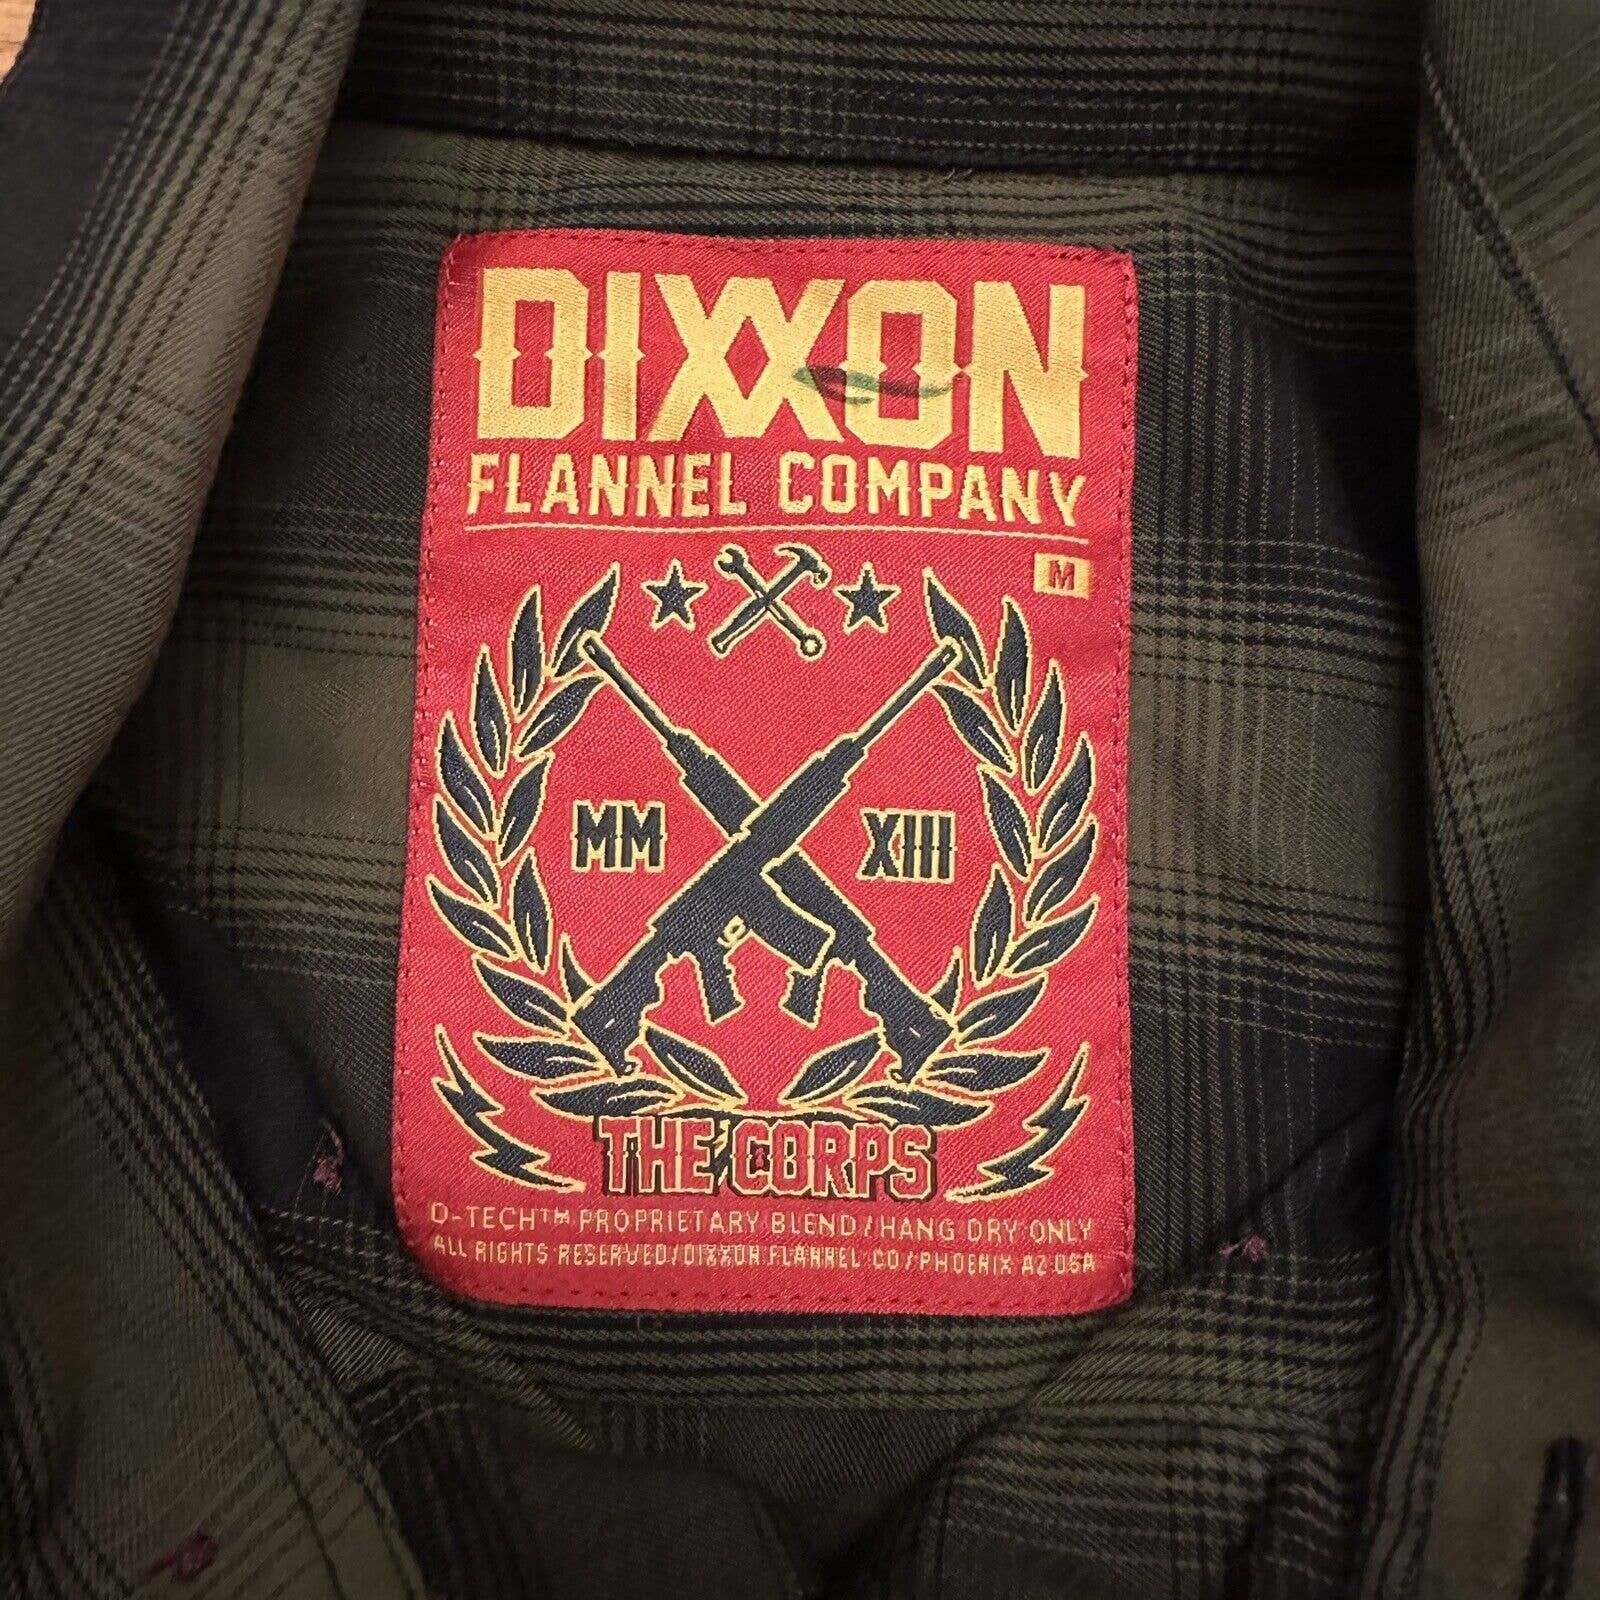 DIXXON
FLANNEL COMPANY
M
MM XIII
THE CORPS
D-TECH™ PROPRIETARY BLEND/HANG DRY ONLY
ALL RIGHTS RESERVED/DIXXON FLANNEL CO/PHOENIX AZ USA